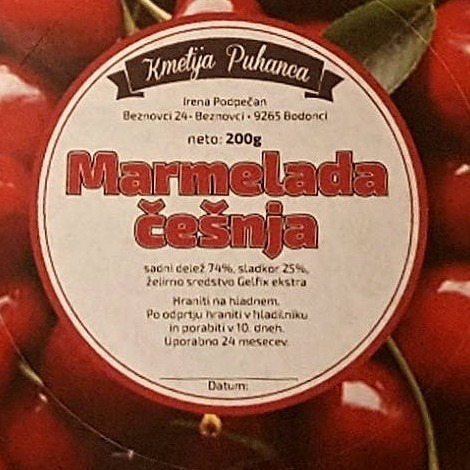 Kmetija Puhanca
Irena Podpečan
Beznovci 24 - Beznovci • 9265 Bodonci
neto: 200g
Marmelada
češnja
sadni delež 74%, sladkor 25%,
želirno sredstvo Gelfix ekstra
Hraniti na hladnem.
Po odprtju hraniti v hladilniku
in porabiti v 10. dneh.
Uporabno 24 mesecev.
Datum: